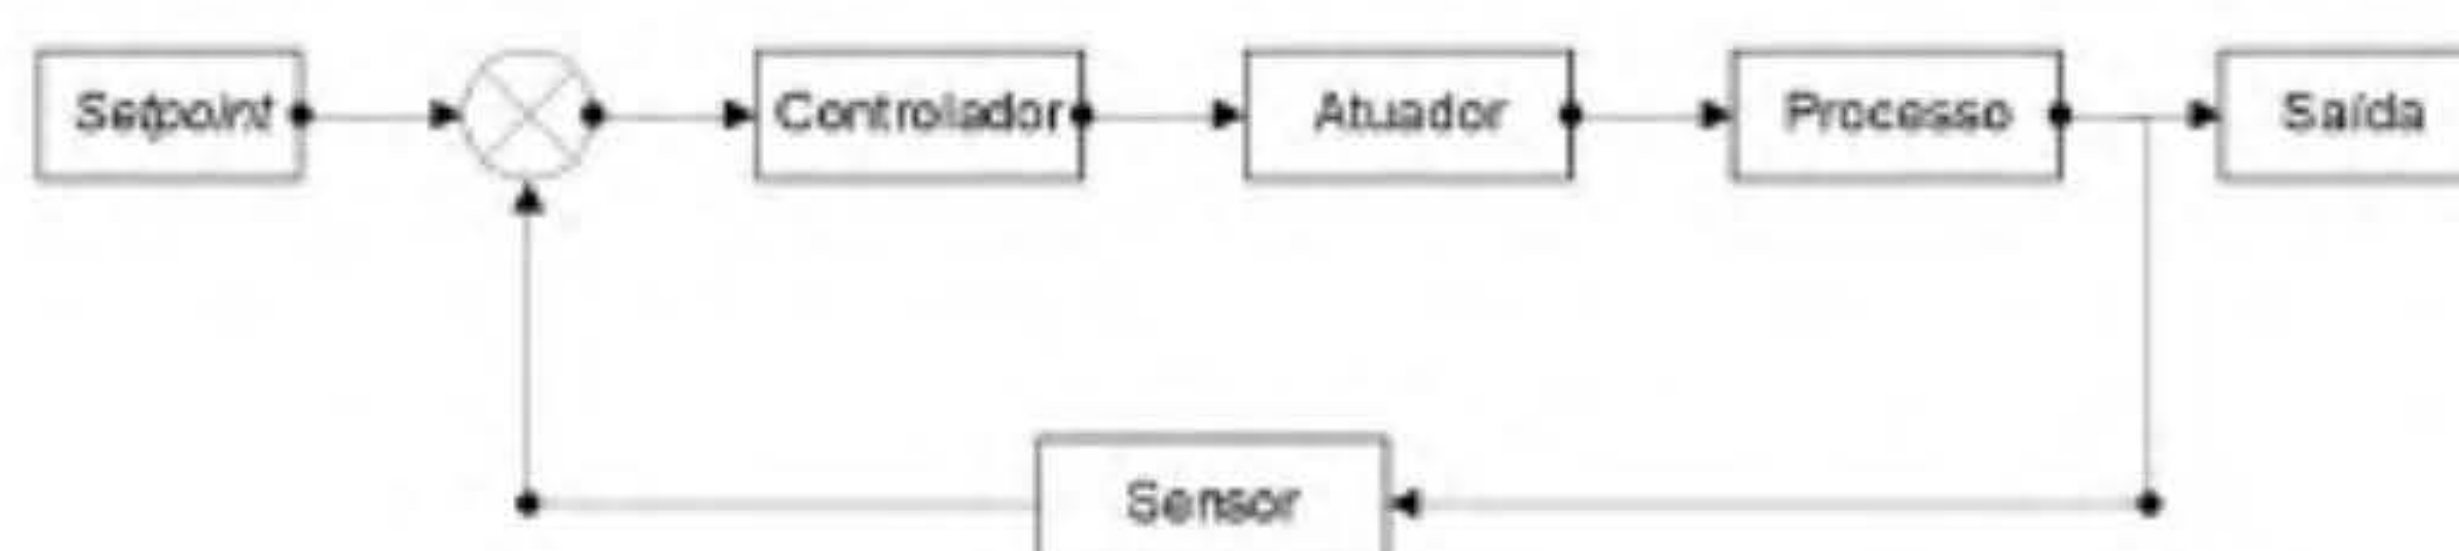 Setpoint
Controlador
Atuador
Processo
Saída
Sensor